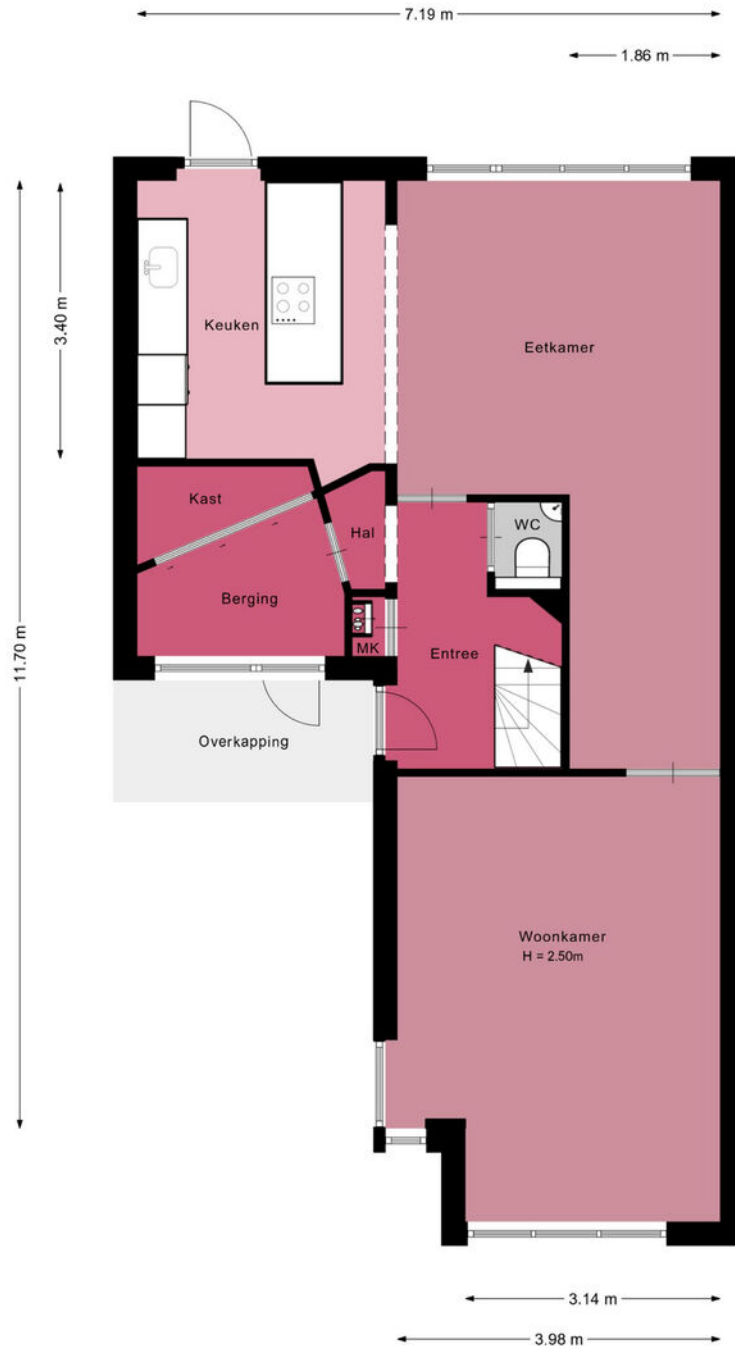 7.19 m
1.86 m
3.40 m
Keuken
Eetkamer
Kast
WC
Hal
Berging
MK
Entree
11.70 m
Overkapping
Woonkamer
H = 2.50m
3.14 m
3.98 m